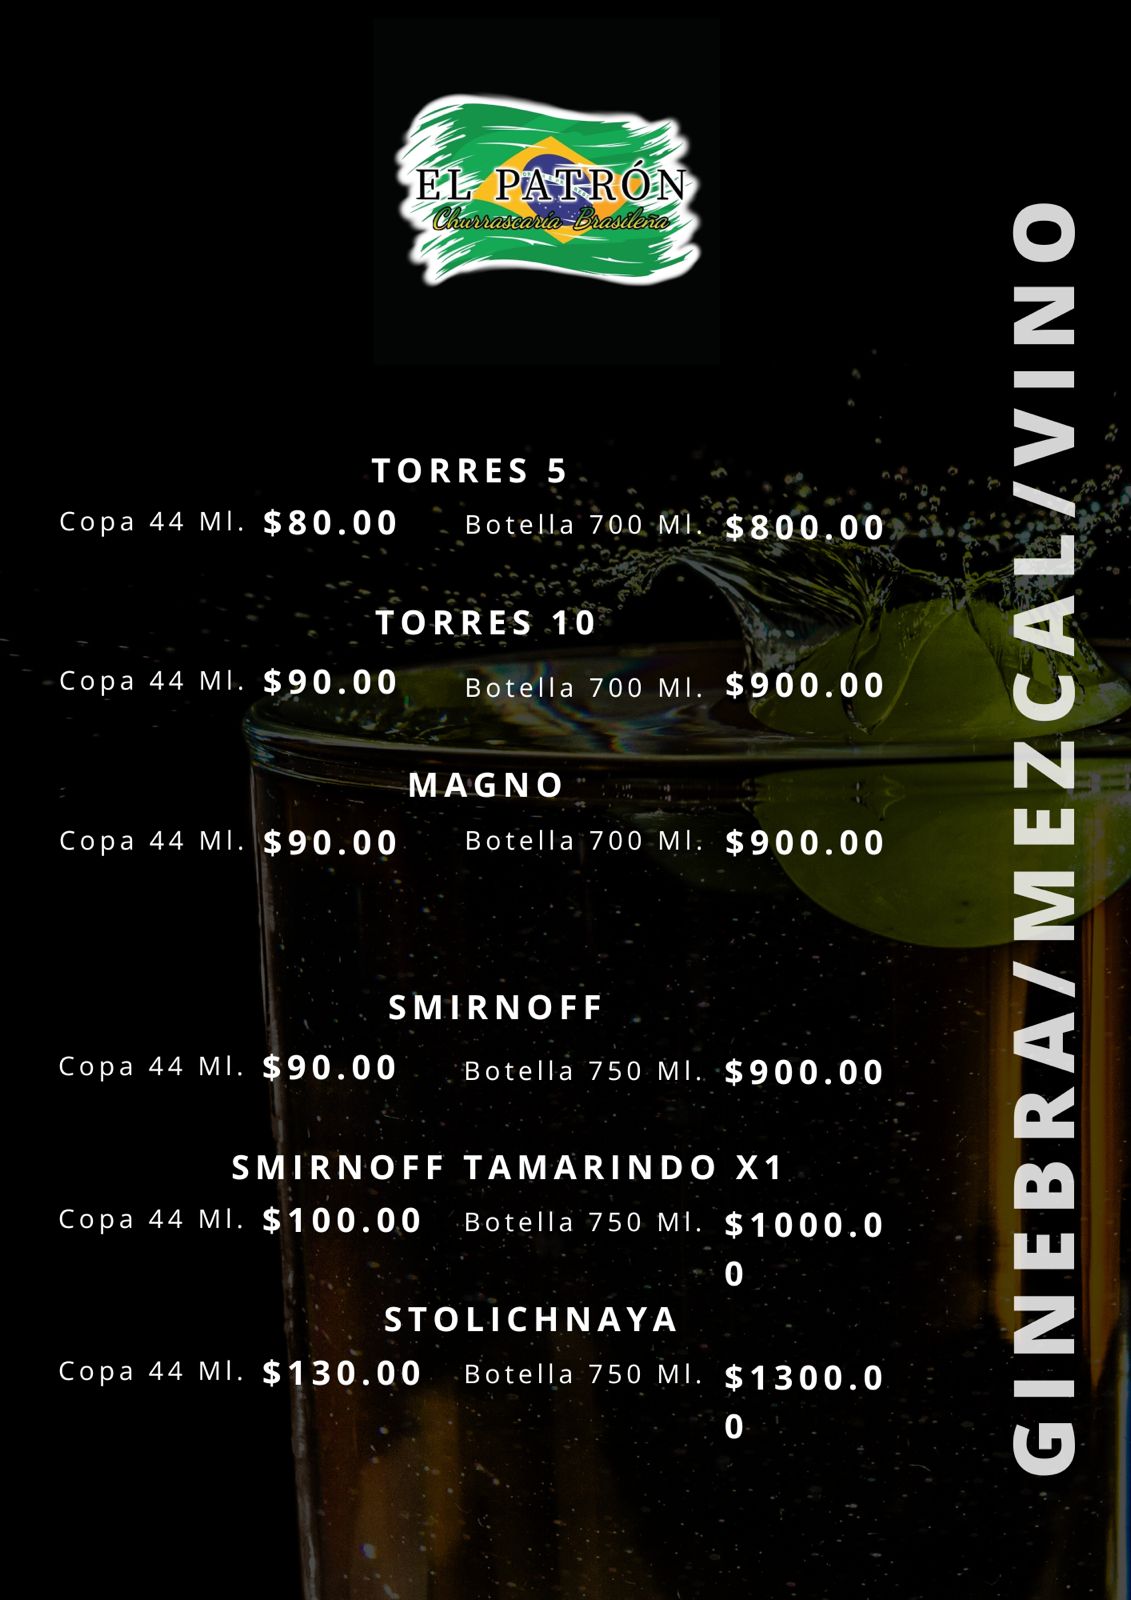 EL PATRÓN
Churrascaría Brasileña
TORRES 5
Copa 44 Ml. $80.00 Botella 700 Ml. $800.00
TORRES 10
Copa 44 Ml. $90.00 Botella 700 Ml. $900.00
MAGNO
Copa 44 Ml. $90.00 Botella 700 Ml. $900.00
SMIRNOFF
Copa 44 Ml. $90.00 Botella 750 Ml. $900.00
SMIRNOFF TAMARINDO X1
Copa 44 Ml. $100.00 Botella 750 Ml. $1000.0
0
STOLICHNAYA
Copa 44 Ml. $130.00 Botella 750 Ml. $1300.0
0
GINEBRA/MEZCAL/VINO